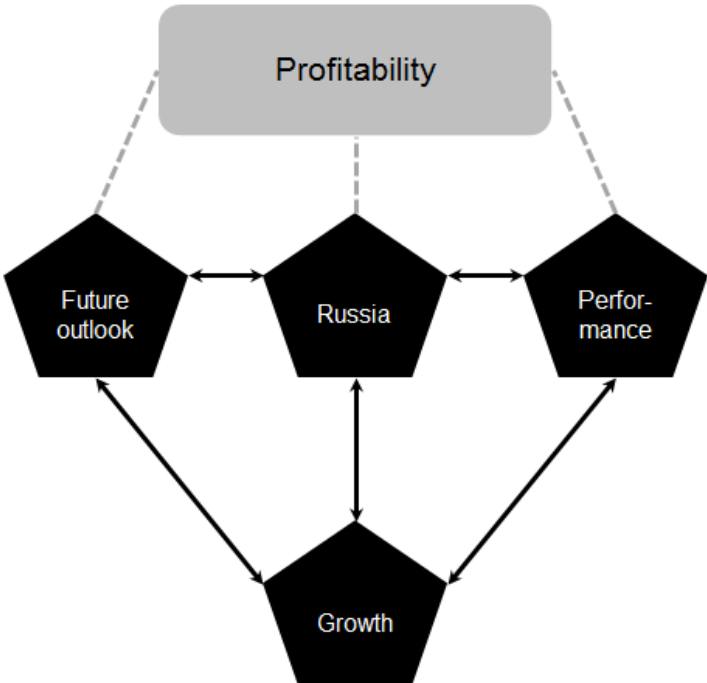 Profitability
Future
outlook
Russia
Perfor-
mance
Growth